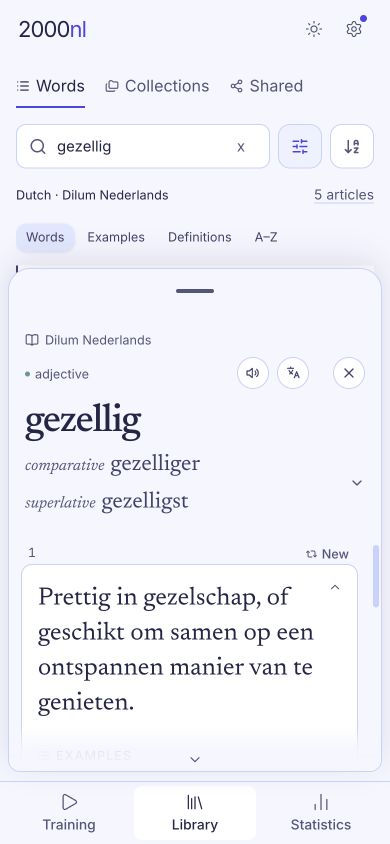 2000nl
Words Collections Shared
gezellig x
Dutch · Dilum Nederlands 5 articles
Words Examples Definitions A–Z
Dilum Nederlands
adjective
gezellig
comparative gezelliger
superlative gezelligst
1 New
Prettig in gezelschap, of
geschikt om samen op een
ontspannen manier van te
genieten.
EXAMPLES
Training Library Statistics